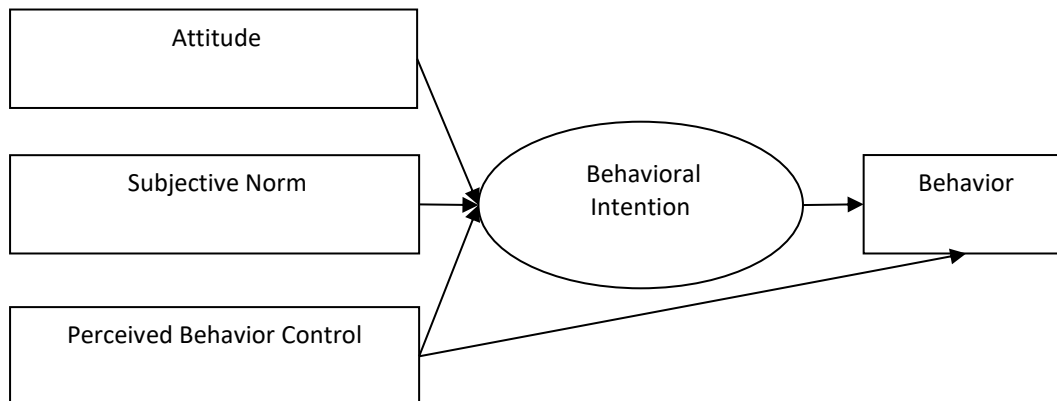 Attitude
Subjective Norm
Behavioral
Intention
Behavior
Perceived Behavior Control